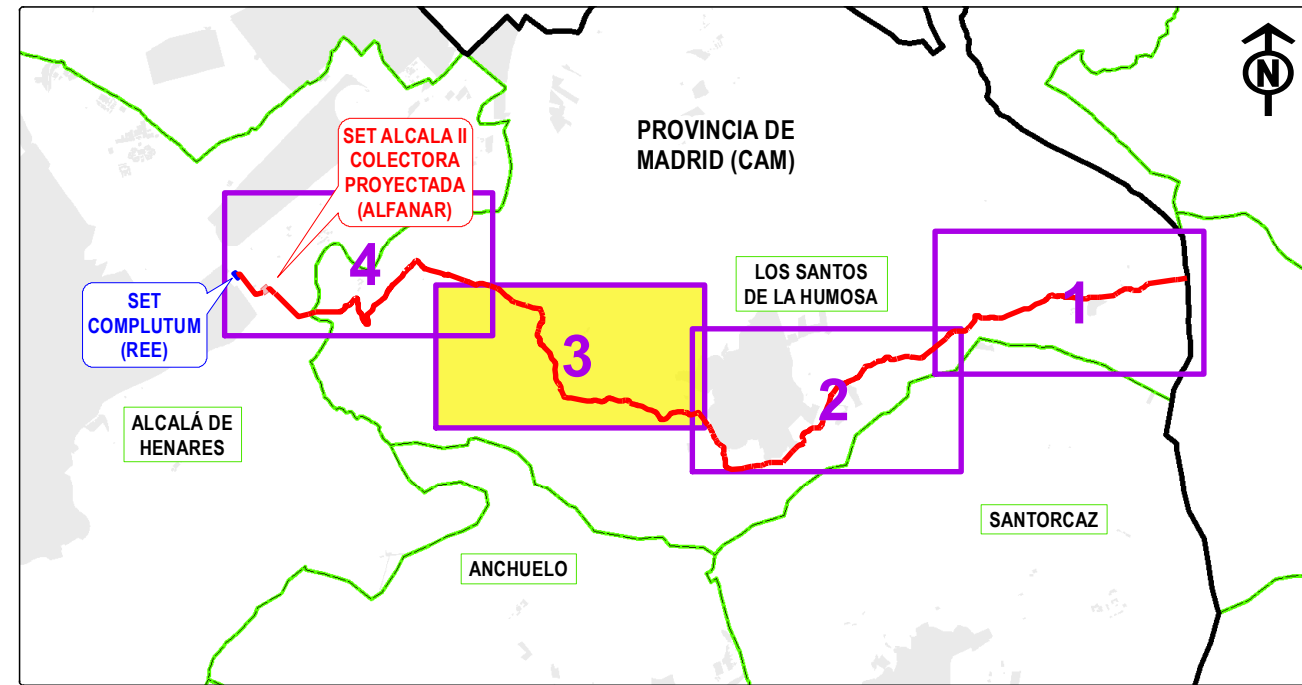 N
PROVINCIA DE
MADRID (CAM)
SET ALCALA II
COLECTORA
PROYECTADA
(ALFANAR)
4
LOS SANTOS
DE LA HUMOSA
1
SET
COMPLUTUM
(REE)
3
2
ALCALÁ DE
HENARES
SANTORCAZ
ANCHUELO